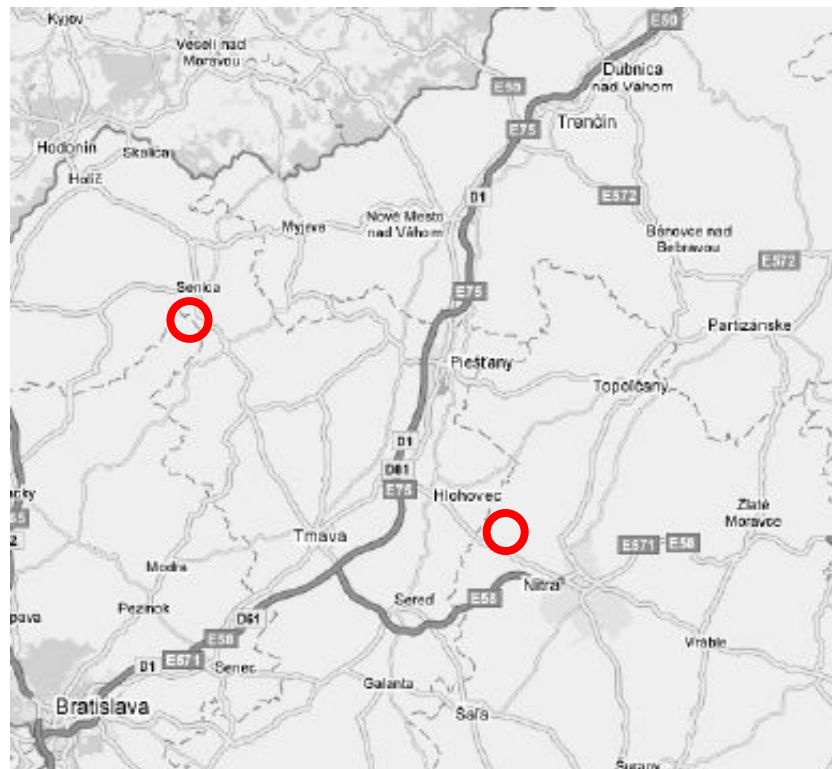 Kyjov
E50
Veselí nad
Moravou
Dubnica
nad Váhom
E50
E75
Trenčín
Hodonín
Skalica
Holíč
D1
E572
Nové Mesto
nad Váhom
Myjava
Bánovce nad
Bebravou
E572
Senica
E75
Partizánske
Piešťany
Topoľčany
D1
D61
E75
Hlohovec
Zlaté
Moravce
Trnava
E571
E58
Modra
Nitra
Sereď
E58
Pezinok
D61
E58
Vráble
D1
E571
Senec
Galanta
Bratislava
Šaľa
Šurany